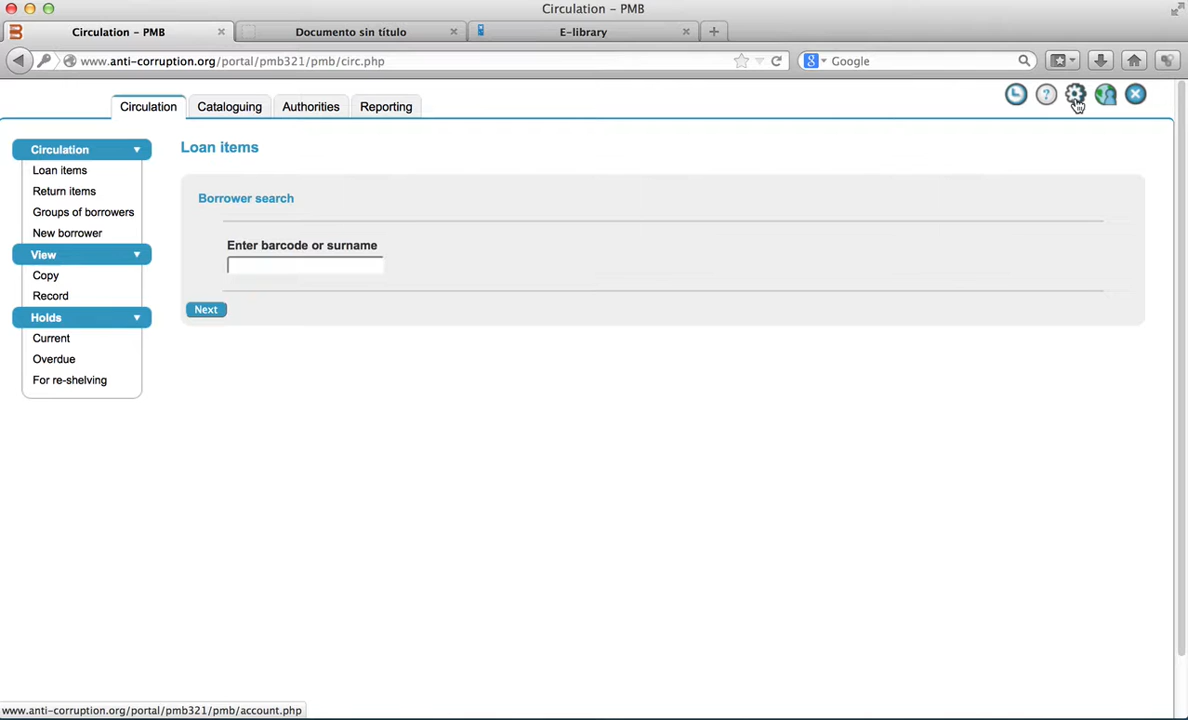 Circulation – PMB
Circulation – PMB
Documento sin título
E-library
www.anti-corruption.org/portal/pmb321/pmb/circ.php
Google
Circulation
Cataloguing
Authorities
Reporting
Circulation
Loan items
Return items
Groups of borrowers
New borrower
View
Copy
Record
Holds
Current
Overdue
For re-shelving
Loan items
Borrower search
Enter barcode or surname
Next
www.anti-corruption.org/portal/pmb321/pmb/account.php